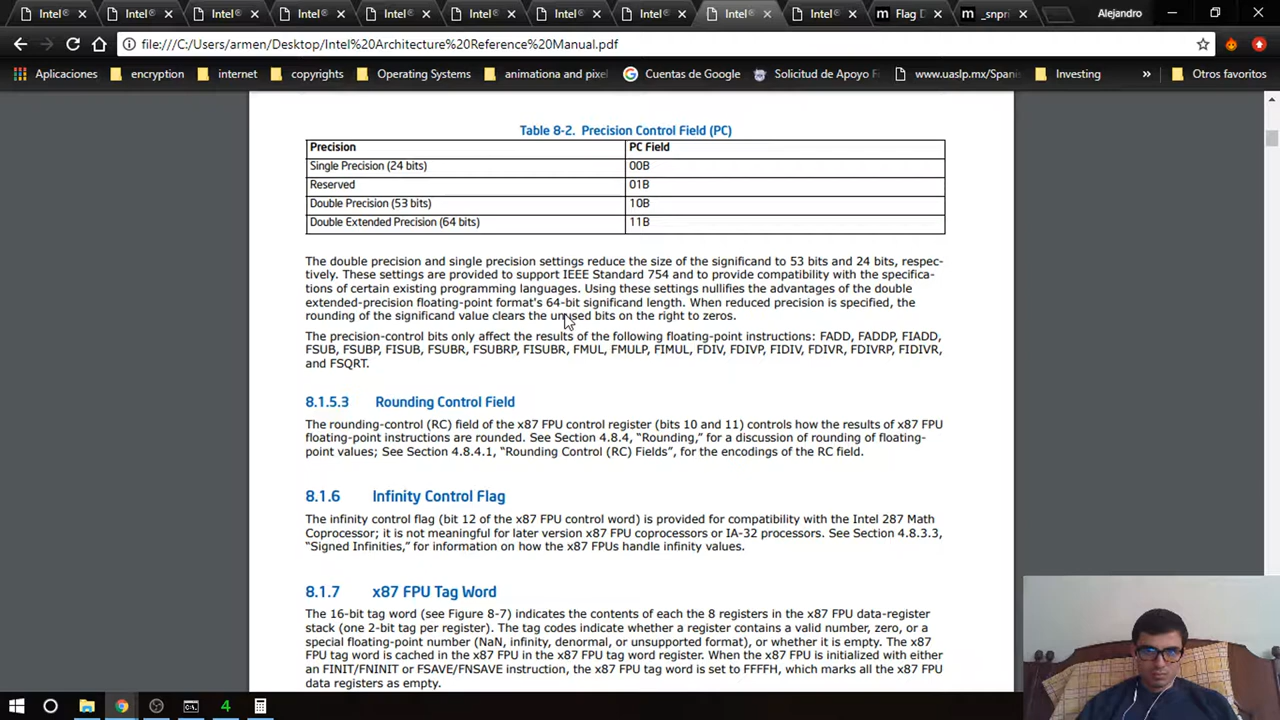 Intel®
Intel®
Intel®
Intel®
Intel®
Intel®
Intel®
Intel®
Intel®
Intel®
Flag D
_snpri
Alejandro
file:///C:/Users/armen/Desktop/Intel%20Architecture%20Reference%20Manual.pdf
Aplicaciones
encryption
internet
copyrights
Operating Systems
animationa and pixel
Cuentas de Google
Solicitud de Apoyo Fi
www.uaslp.mx/Spani
Investing
»
Otros favoritos
Table 8-2. Precision Control Field (PC)
Precision PC Field
Single Precision (24 bits) 00B
Reserved 01B
Double Precision (53 bits) 10B
Double Extended Precision (64 bits) 11B
The double precision and single precision settings reduce the size of the significand to 53 bits and 24 bits, respec-
tively. These settings are provided to support IEEE Standard 754 and to provide compatibility with the specifica-
tions of certain existing programming languages. Using these settings nullifies the advantages of the double
extended-precision floating-point format's 64-bit significand length. When reduced precision is specified, the
rounding of the significand value clears the unused bits on the right to zeros.
The precision-control bits only affect the results of the following floating-point instructions: FADD, FADDP, FIADD,
FSUB, FSUBP, FISUB, FSUBR, FSUBRP, FISUBR, FMUL, FMULP, FIMUL, FDIV, FDIVP, FIDIV, FDIVR, FDIVRP, FIDIVR,
and FSQRT.
8.1.5.3 Rounding Control Field
The rounding-control (RC) field of the x87 FPU control register (bits 10 and 11) controls how the results of x87 FPU
floating-point instructions are rounded. See Section 4.8.4, “Rounding,” for a discussion of rounding of floating-
point values; See Section 4.8.4.1, “Rounding Control (RC) Fields”, for the encodings of the RC field.
8.1.6 Infinity Control Flag
The infinity control flag (bit 12 of the x87 FPU control word) is provided for compatibility with the Intel 287 Math
Coprocessor; it is not meaningful for later version x87 FPU coprocessors or IA-32 processors. See Section 4.8.3.3,
“Signed Infinities,” for information on how the x87 FPUs handle infinity values.
8.1.7 x87 FPU Tag Word
The 16-bit tag word (see Figure 8-7) indicates the contents of each the 8 registers in the x87 FPU data-register
stack (one 2-bit tag per register). The tag codes indicate whether a register contains a valid number, zero, or a
special floating-point number (NaN, infinity, denormal, or unsupported format), or whether it is empty. The x87
FPU tag word is cached in the x87 FPU in the x87 FPU tag word register. When the x87 FPU is initialized with either
an FINIT/FNINIT or FSAVE/FNSAVE instruction, the x87 FPU tag word is set to FFFFH, which marks all the x87 FPU
data registers as empty.
4